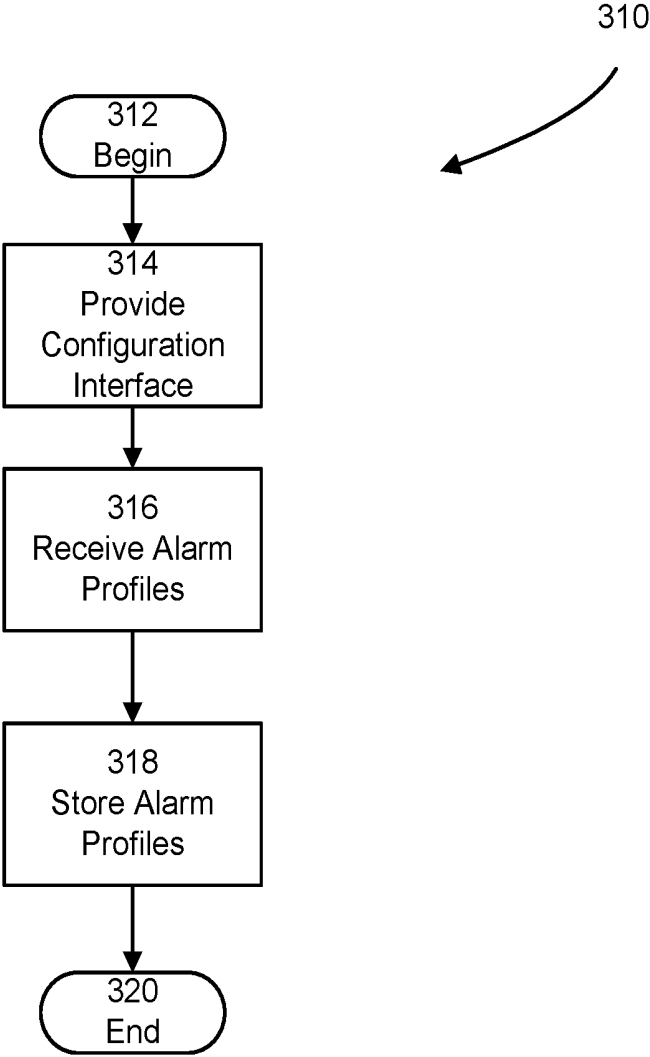 310
312
Begin
314
Provide
Configuration
Interface
316
Receive Alarm
Profiles
318
Store Alarm
Profiles
320
End